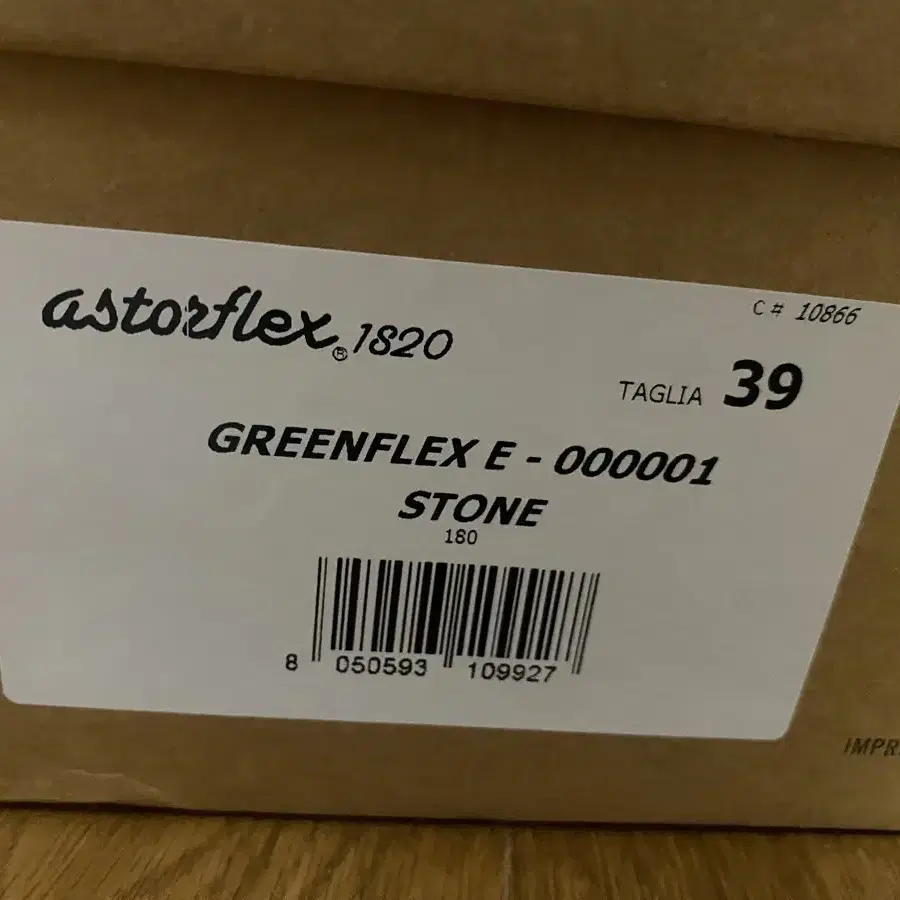 astorflex® 1820
C # 10866
TAGLIA 39
GREENFLEX E - 000001
STONE
180
8 050593 109927